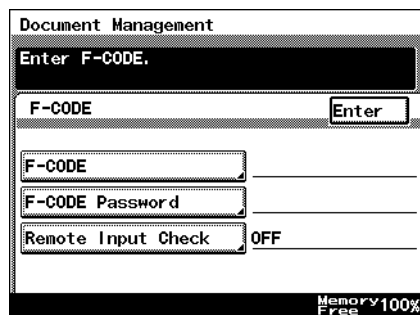 Document Management
Enter F-CODE.
F-CODE Enter
F-CODE
F-CODE Password
Remote Input Check OFF
Memory Free 100%